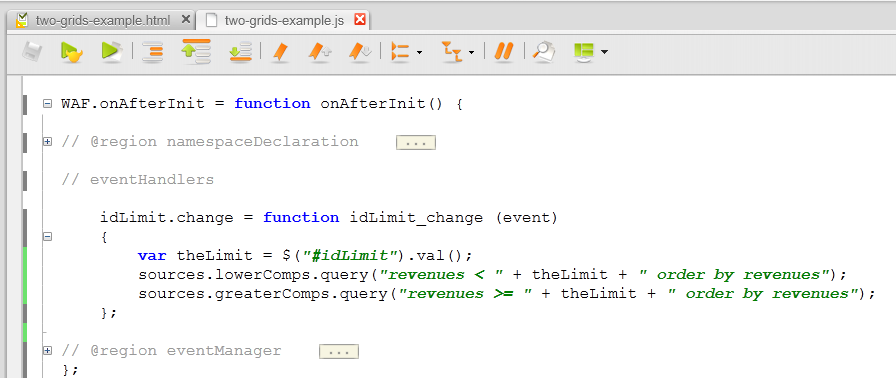 two-grids-example.html two-grids-example.js
WAF.onAfterInit = function onAfterInit() {
// @region namespaceDeclaration ...
// eventHandlers
idLimit.change = function idLimit_change (event)
{
var theLimit = $("#idLimit").val();
sources.lowerComps.query("revenues < " + theLimit + " order by revenues");
sources.greaterComps.query("revenues >= " + theLimit + " order by revenues");
};
// @region eventManager ...
};